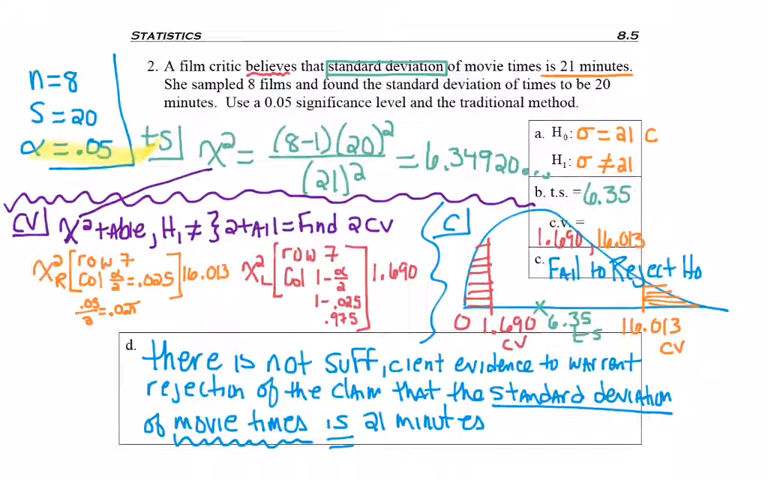 STATISTICS 8.5
2. A film critic believes that standard deviation of movie times is 21 minutes.
She sampled 8 films and found the standard deviation of times to be 20
minutes. Use a 0.05 significance level and the traditional method.
n=8
S=20
α=.05
ts χ²= (8-1)(20)² / (21)² = 6.34920...
a. H₀: σ=21 C
H₁: σ≠21
b. t.s. = 6.35
c.v. =
1.690, 16.013
c. Fail to Reject Ho
CV χ² table, H₁ ≠ } 2 tail = Find 2 CV
χ²R [row 7
Col α/2 = .025] 16.013
.05/2 = .025
χ²L [row 7
Col 1-α/2
1-.025
.975] 1.690
C
0 1.690 6.35 16.013
CV ts CV
d. there is not sufficient evidence to warrant
rejection of the claim that the standard deviation
of movie times is 21 minutes